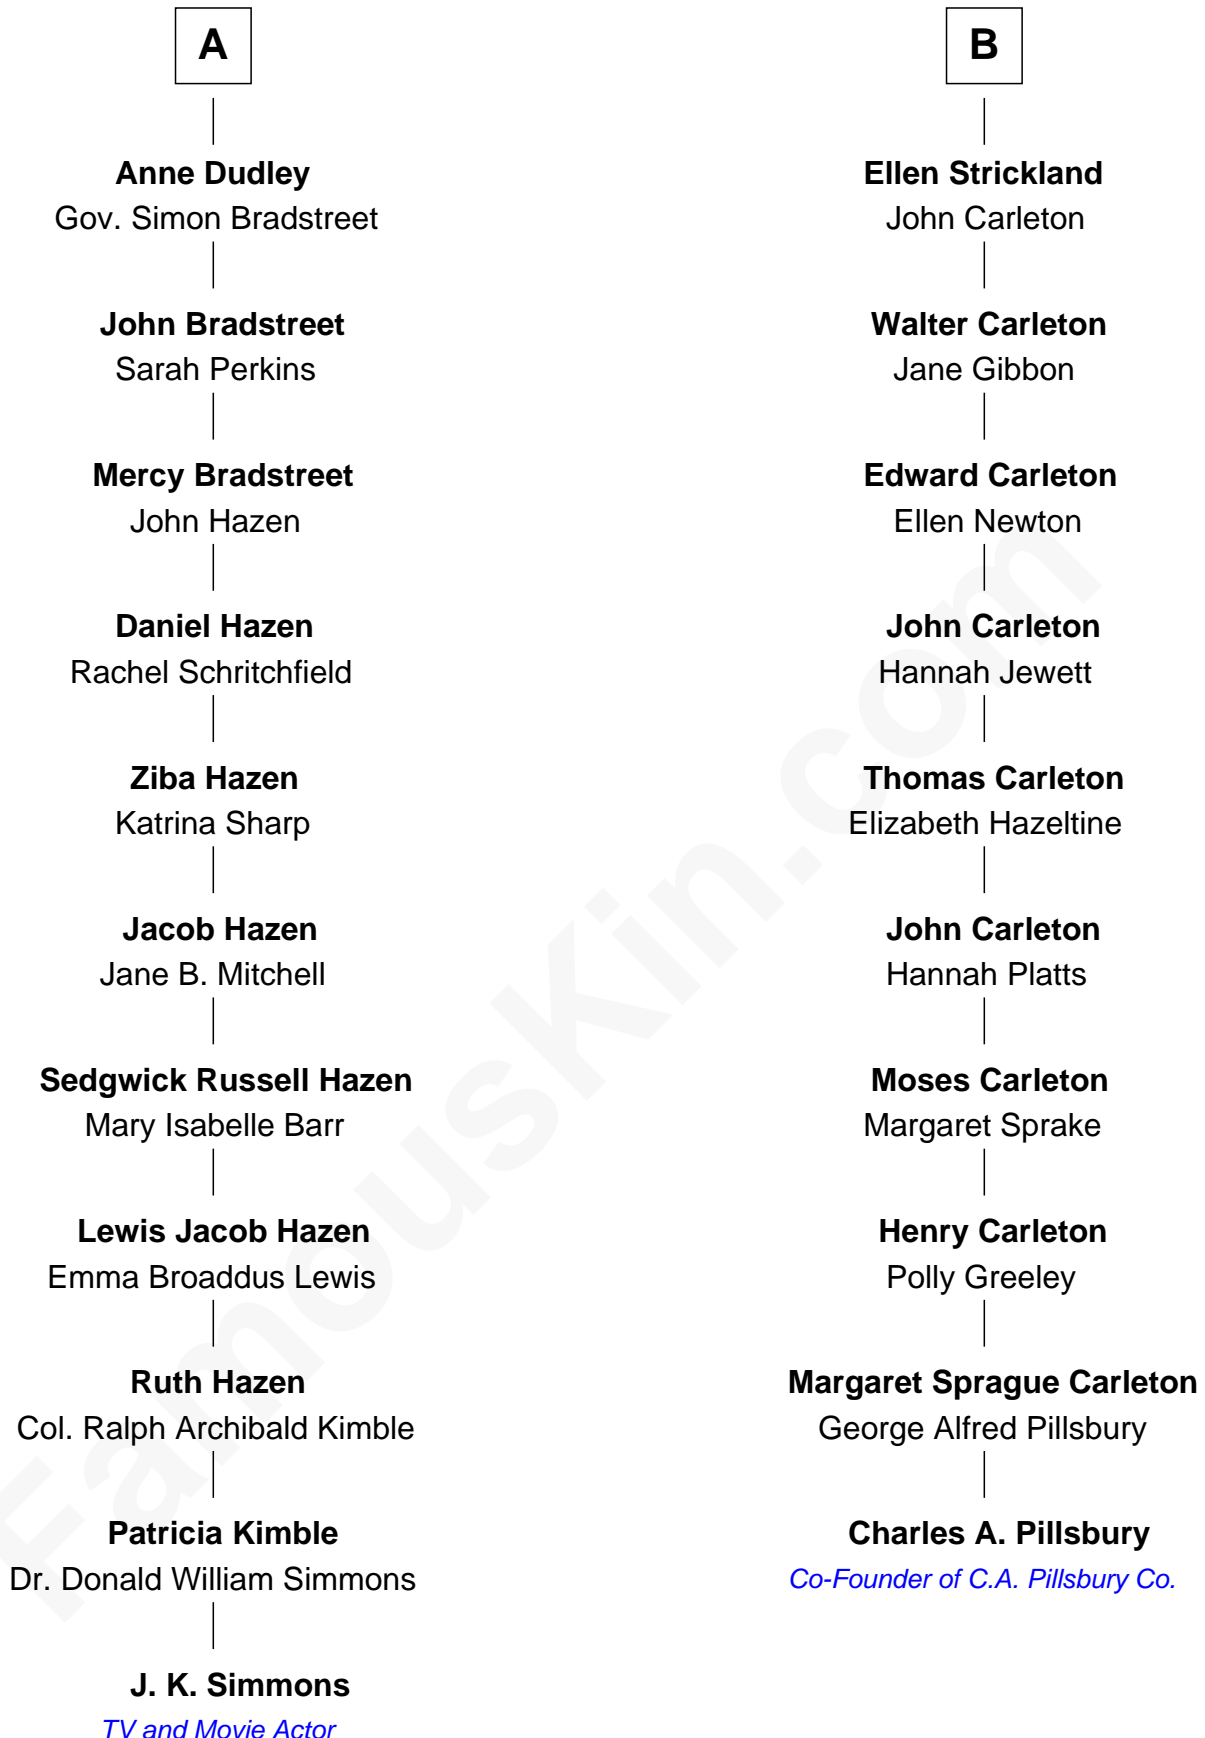 A
Anne Dudley
Gov. Simon Bradstreet
John Bradstreet
Sarah Perkins
Mercy Bradstreet
John Hazen
Daniel Hazen
Rachel Schritchfield
Ziba Hazen
Katrina Sharp
Jacob Hazen
Jane B. Mitchell
Sedgwick Russell Hazen
Mary Isabelle Barr
Lewis Jacob Hazen
Emma Broaddus Lewis
Ruth Hazen
Col. Ralph Archibald Kimble
Patricia Kimble
Dr. Donald William Simmons
J. K. Simmons
TV and Movie Actor
B
Ellen Strickland
John Carleton
Walter Carleton
Jane Gibbon
Edward Carleton
Ellen Newton
John Carleton
Hannah Jewett
Thomas Carleton
Elizabeth Hazeltine
John Carleton
Hannah Platts
Moses Carleton
Margaret Sprake
Henry Carleton
Polly Greeley
Margaret Sprague Carleton
George Alfred Pillsbury
Charles A. Pillsbury
Co-Founder of C.A. Pillsbury Co.
FamousKin.com